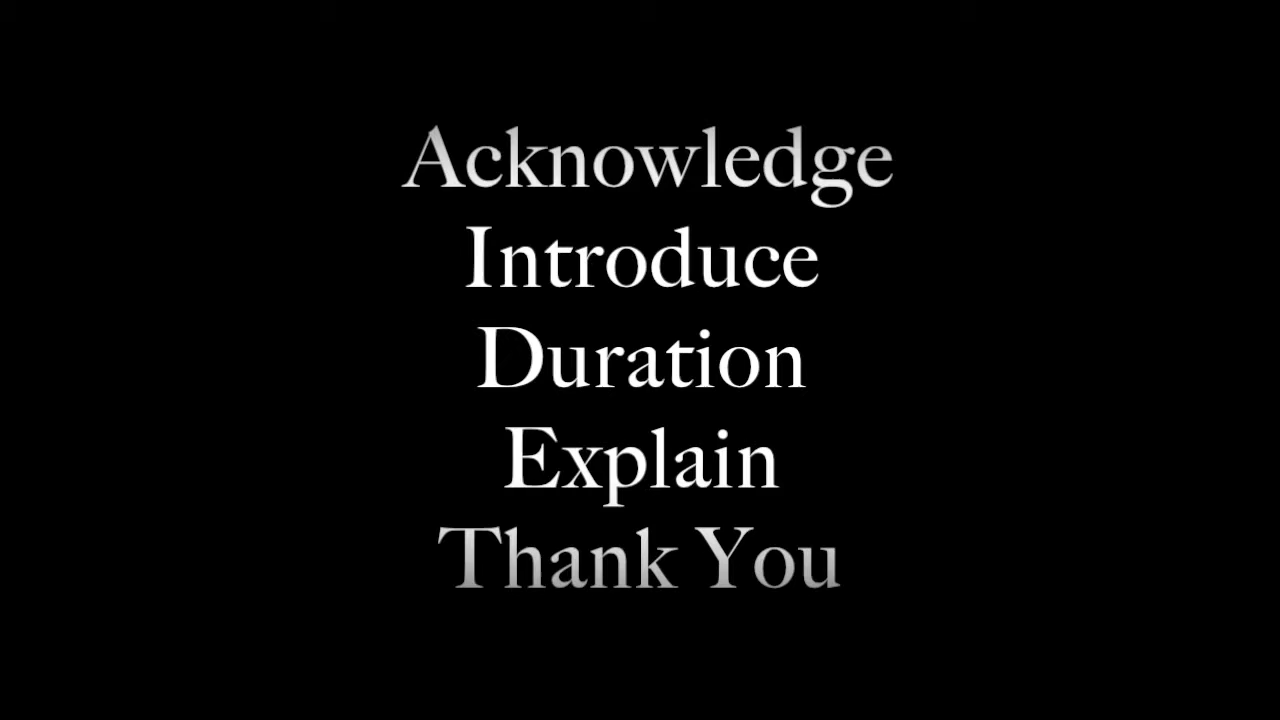 Acknowledge
Introduce
Duration
Explain
Thank You